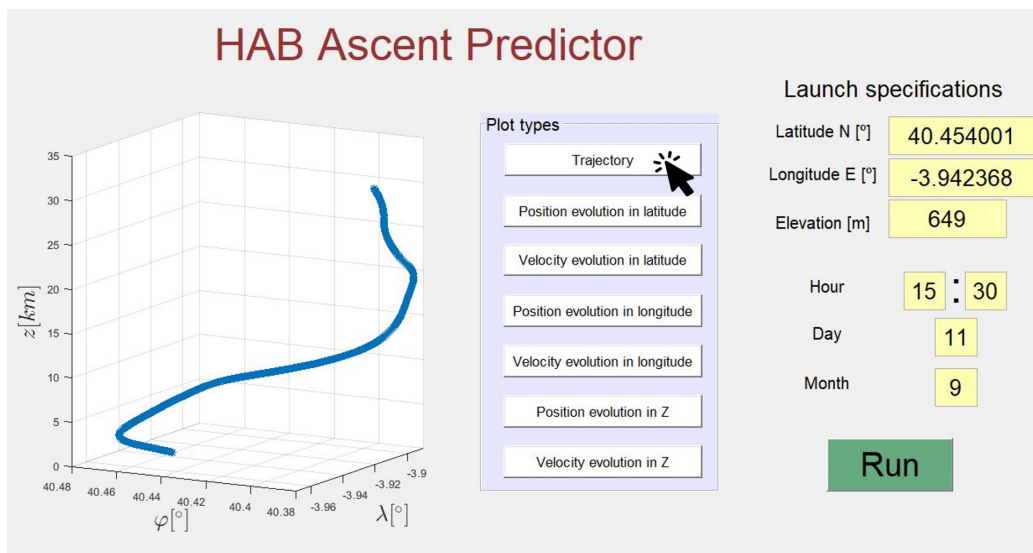 HAB Ascent Predictor
35
30
25
20
15
10
5
0
z[km]
40.48
40.46
40.44
40.42
40.4
40.38
φ[°]
-3.96
-3.94
-3.92
-3.9
λ[°]
Plot types
Trajectory
Position evolution in latitude
Velocity evolution in latitude
Position evolution in longitude
Velocity evolution in longitude
Position evolution in Z
Velocity evolution in Z
Launch specifications
Latitude N [º] 40.454001
Longitude E [º] -3.942368
Elevation [m] 649
Hour 15 : 30
Day 11
Month 9
Run